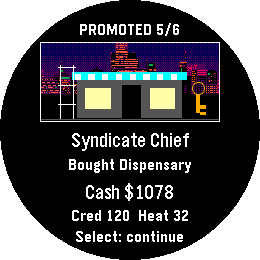 PROMOTED 5/6
Syndicate Chief
Bought Dispensary
Cash $1078
Cred 120 Heat 32
Select: continue